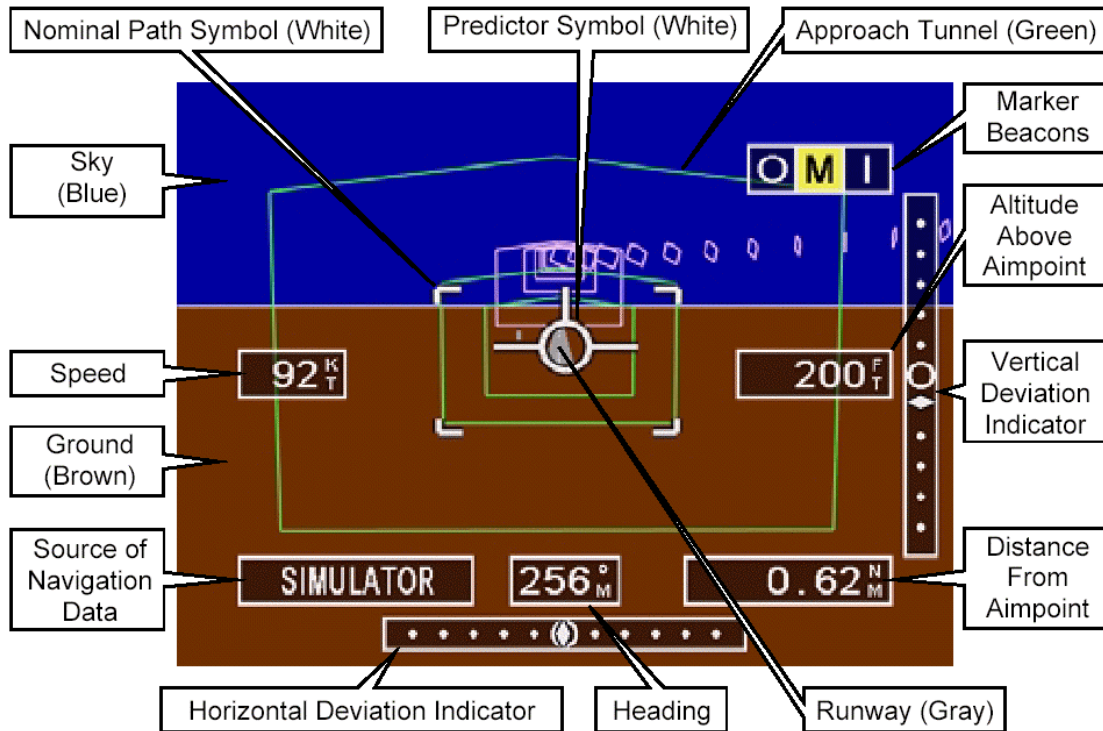 Nominal Path Symbol (White)
Predictor Symbol (White)
Approach Tunnel (Green)
Marker
Beacons
O M I
Sky
(Blue)
Altitude
Above
Aimpoint
Speed
92 KT
200 FT
Vertical
Deviation
Indicator
Ground
(Brown)
Source of
Navigation
Data
SIMULATOR
256°M
0.62 NM
Distance
From
Aimpoint
Horizontal Deviation Indicator
Heading
Runway (Gray)